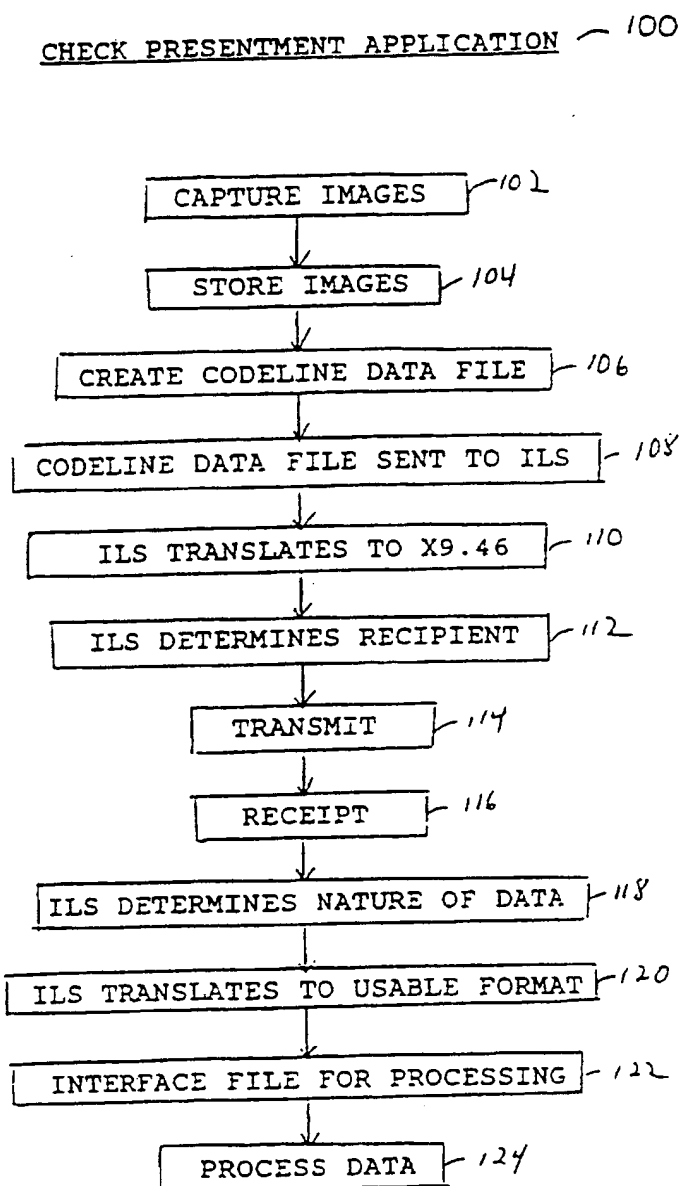 CHECK PRESENTMENT APPLICATION 100
CAPTURE IMAGES 102
STORE IMAGES 104
CREATE CODELINE DATA FILE 106
CODELINE DATA FILE SENT TO ILS 108
ILS TRANSLATES TO X9.46 110
ILS DETERMINES RECIPIENT 112
TRANSMIT 114
RECEIPT 116
ILS DETERMINES NATURE OF DATA 118
ILS TRANSLATES TO USABLE FORMAT 120
INTERFACE FILE FOR PROCESSING 122
PROCESS DATA 124